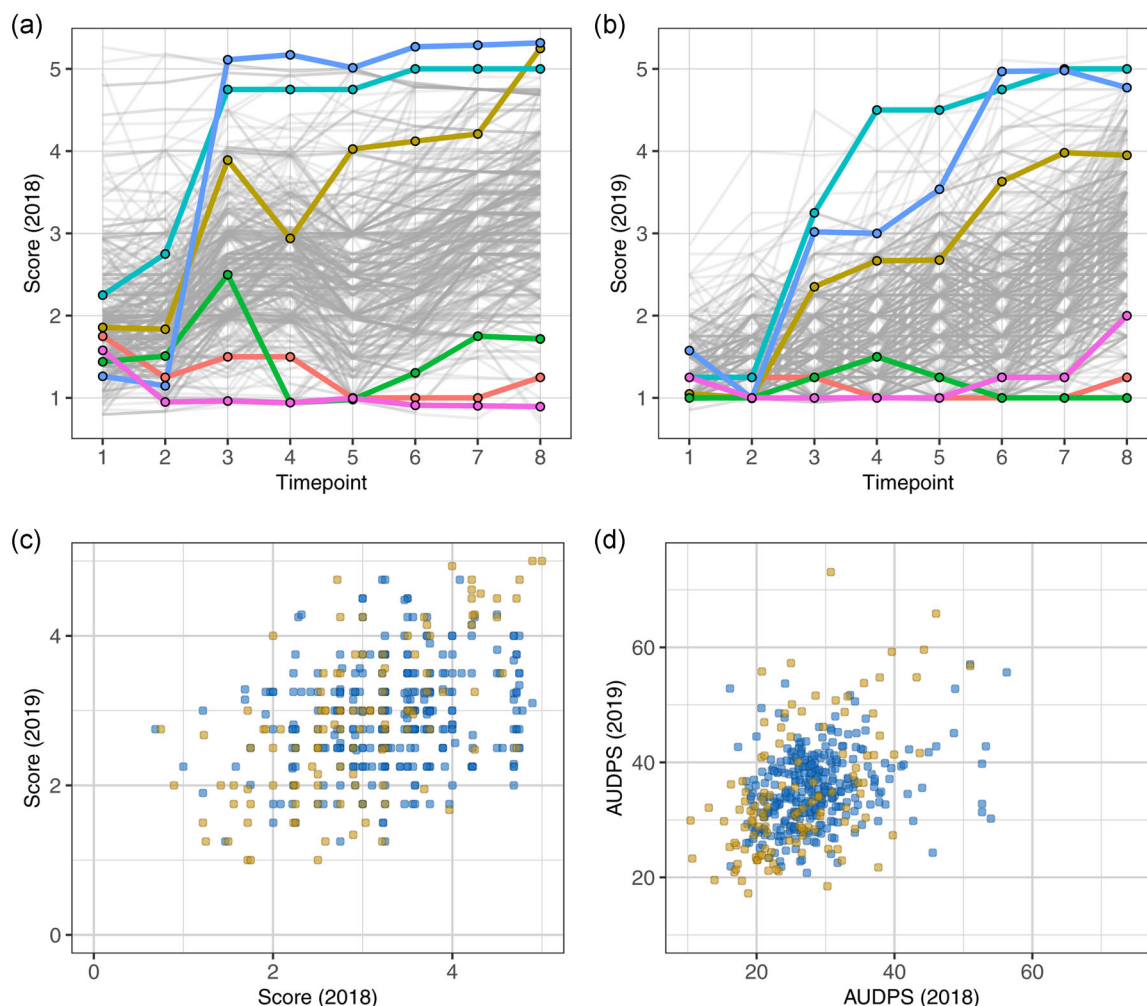 (a)
5
4
3
2
1
Score (2018)
1 2 3 4 5 6 7 8
Timepoint
(b)
5
4
3
2
1
Score (2019)
1 2 3 4 5 6 7 8
Timepoint
(c)
4
2
0
Score (2019)
0 2 4
Score (2018)
(d)
60
40
20
AUDPS (2019)
20 40 60
AUDPS (2018)